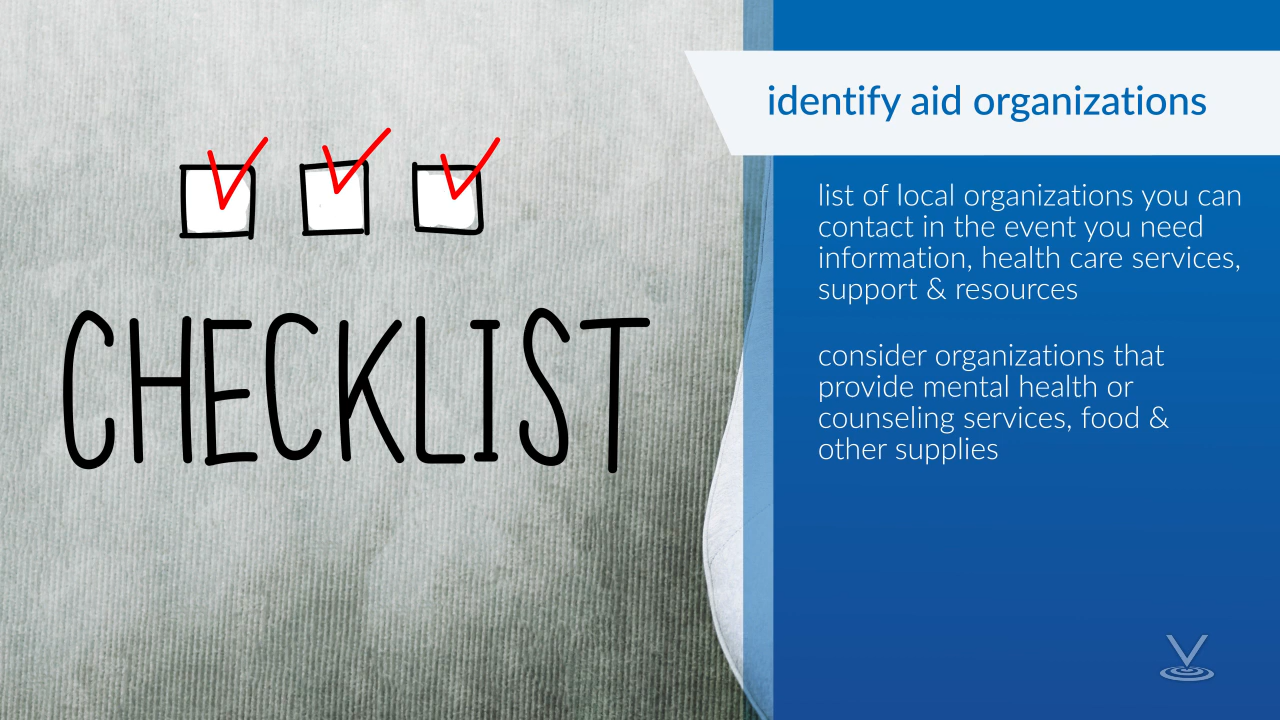 CHECKLIST
identify aid organizations
list of local organizations you can
contact in the event you need
information, health care services,
support & resources
consider organizations that
provide mental health or
counseling services, food &
other supplies